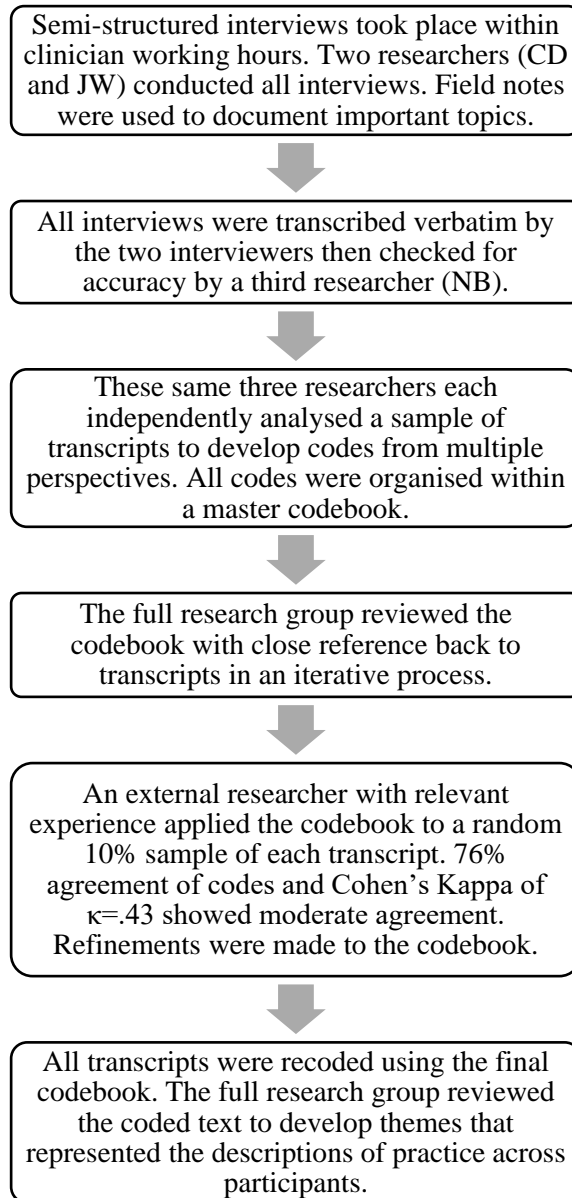 Semi-structured interviews took place within
clinician working hours. Two researchers (CD
and JW) conducted all interviews. Field notes
were used to document important topics.
All interviews were transcribed verbatim by
the two interviewers then checked for
accuracy by a third researcher (NB).
These same three researchers each
independently analysed a sample of
transcripts to develop codes from multiple
perspectives. All codes were organised within
a master codebook.
The full research group reviewed the
codebook with close reference back to
transcripts in an iterative process.
An external researcher with relevant
experience applied the codebook to a random
10% sample of each transcript. 76%
agreement of codes and Cohen’s Kappa of
κ=.43 showed moderate agreement.
Refinements were made to the codebook.
All transcripts were recoded using the final
codebook. The full research group reviewed
the coded text to develop themes that
represented the descriptions of practice across
participants.